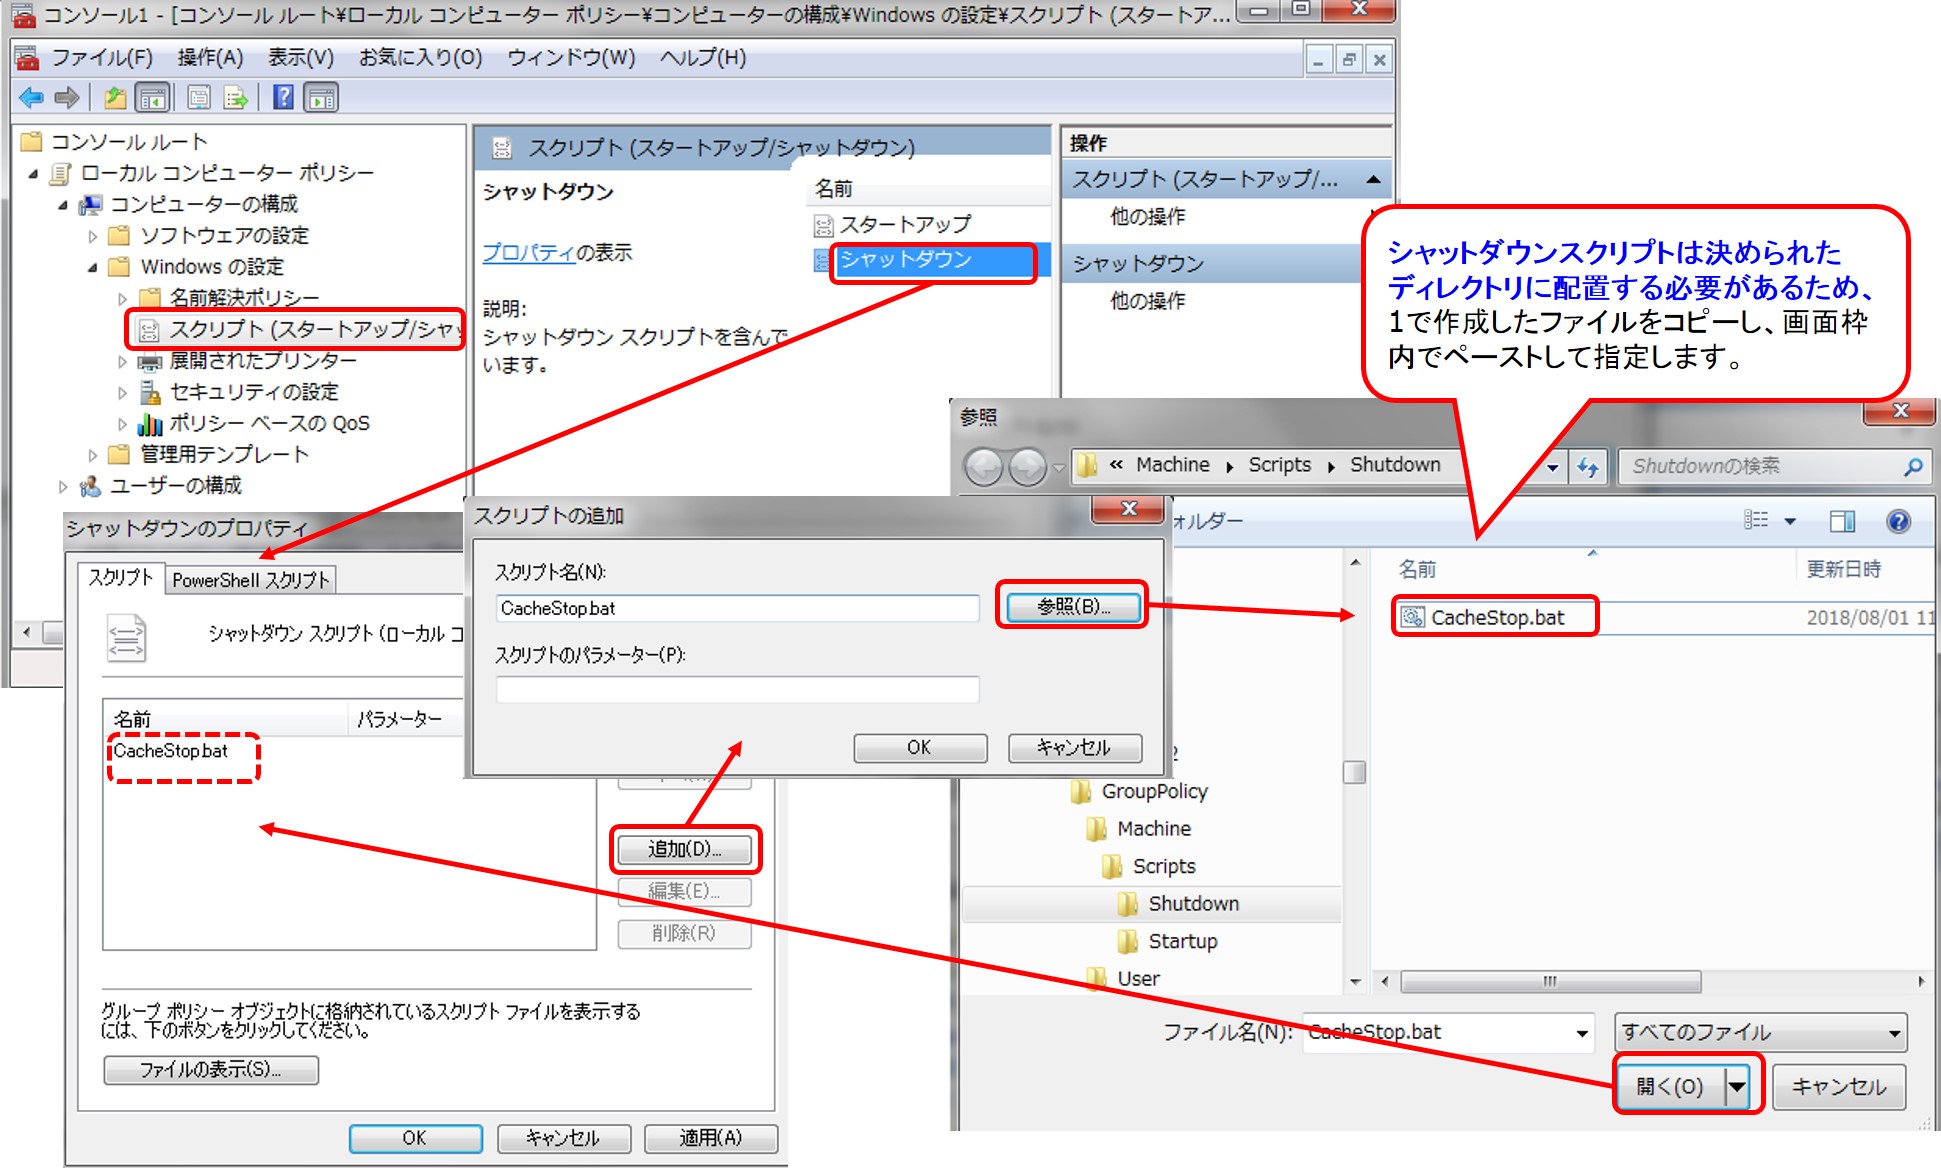 コンソール1 - [コンソール ルート¥ローカル コンピューター ポリシー¥コンピューターの構成¥Windows の設定¥スクリプト (スタートア...
ファイル(F) 操作(A) 表示(V) お気に入り(O) ウィンドウ(W) ヘルプ(H)
コンソール ルート
ローカル コンピューター ポリシー
コンピューターの構成
ソフトウェアの設定
Windows の設定
名前解決ポリシー
スクリプト (スタートアップ/シャッ
展開されたプリンター
セキュリティの設定
ポリシー ベースの QoS
管理用テンプレート
ユーザーの構成
スクリプト (スタートアップ/シャットダウン)
シャットダウン
プロパティの表示
説明:
シャットダウン スクリプトを含んで
います。
名前
スタートアップ
シャットダウン
操作
スクリプト (スタートアップ/...
他の操作
シャットダウン
他の操作
シャットダウンスクリプトは決められた
ディレクトリに配置する必要があるため、
1で作成したファイルをコピーし、画面枠
内でペーストして指定します。
シャットダウンのプロパティ
スクリプト PowerShell スクリプト
シャットダウン スクリプト (ローカル コ
名前 パラメーター
CacheStop.bat
追加(D)...
編集(E)...
削除(R)
グループ ポリシー オブジェクトに格納されているスクリプト ファイルを表示する
には、下のボタンをクリックしてください。
ファイルの表示(S)...
OK キャンセル 適用(A)
スクリプトの追加
スクリプト名(N):
CacheStop.bat
参照(B)...
スクリプトのパラメーター(P):
OK キャンセル
参照
« Machine Scripts Shutdown
Shutdownの検索
ォルダー
名前 更新日時
CacheStop.bat 2018/08/01 11
GroupPolicy
Machine
Scripts
Shutdown
Startup
User
ファイル名(N): CacheStop.bat すべてのファイル
開く(O) キャンセル